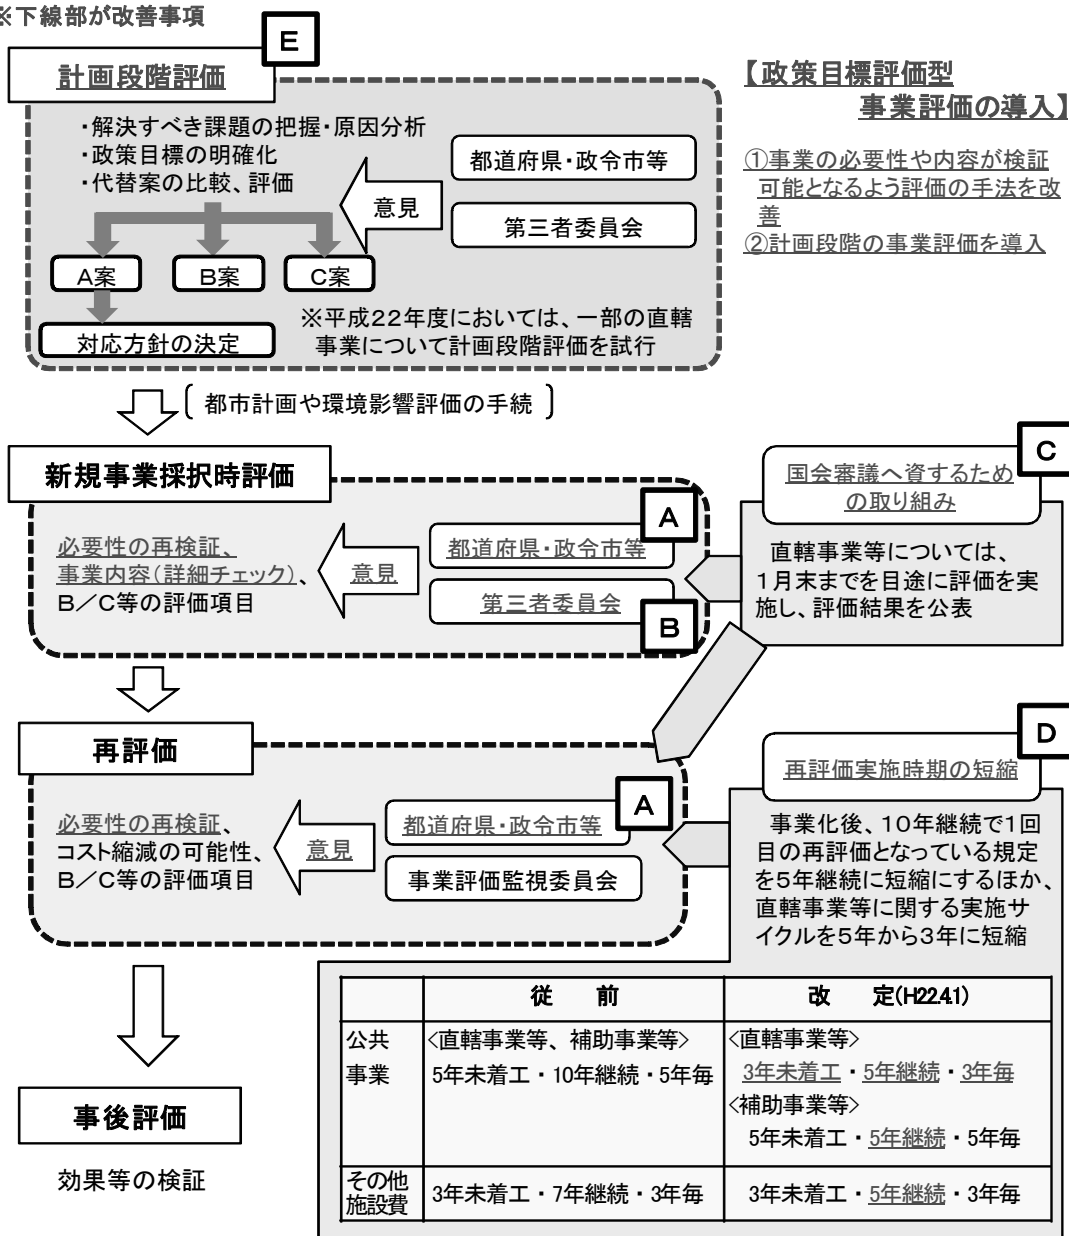 ※下線部が改善事項
E
計画段階評価
【政策目標評価型
事業評価の導入】
①事業の必要性や内容が検証
可能となるよう評価の手法を改
善
②計画段階の事業評価を導入
・解決すべき課題の把握・原因分析
・政策目標の明確化
・代替案の比較、評価
意見
都道府県・政令市等
第三者委員会
A案
B案
C案
対応方針の決定
※平成22年度においては、一部の直轄
事業について計画段階評価を試行
都市計画や環境影響評価の手続
新規事業採択時評価
必要性の再検証、
事業内容(詳細チェック)、
B/C等の評価項目
意見
A
都道府県・政令市等
第三者委員会
B
C
国会審議へ資するため
の取り組み
直轄事業等については、
1月末までを目途に評価を実
施し、評価結果を公表
再評価
必要性の再検証、
コスト縮減の可能性、
B/C等の評価項目
意見
A
都道府県・政令市等
事業評価監視委員会
D
再評価実施時期の短縮
事業化後、10年継続で1回
目の再評価となっている規定
を5年継続に短縮にするほか、
直轄事業等に関する実施サ
イクルを5年から3年に短縮
従 前
改 定(H22.4.1)
公共
事業
<直轄事業等、補助事業等>
5年未着工・10年継続・5年毎
<直轄事業等>
3年未着工・5年継続・3年毎
<補助事業等>
5年未着工・5年継続・5年毎
その他
施設費
3年未着工・7年継続・3年毎
3年未着工・5年継続・3年毎
事後評価
効果等の検証